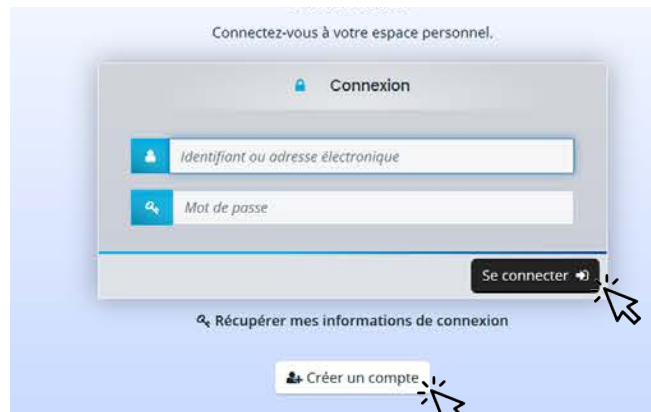 Connectez-vous à votre espace personnel.
Connexion
Identifiant ou adresse électronique
Mot de passe
Se connecter
Récupérer mes informations de connexion
Créer un compte